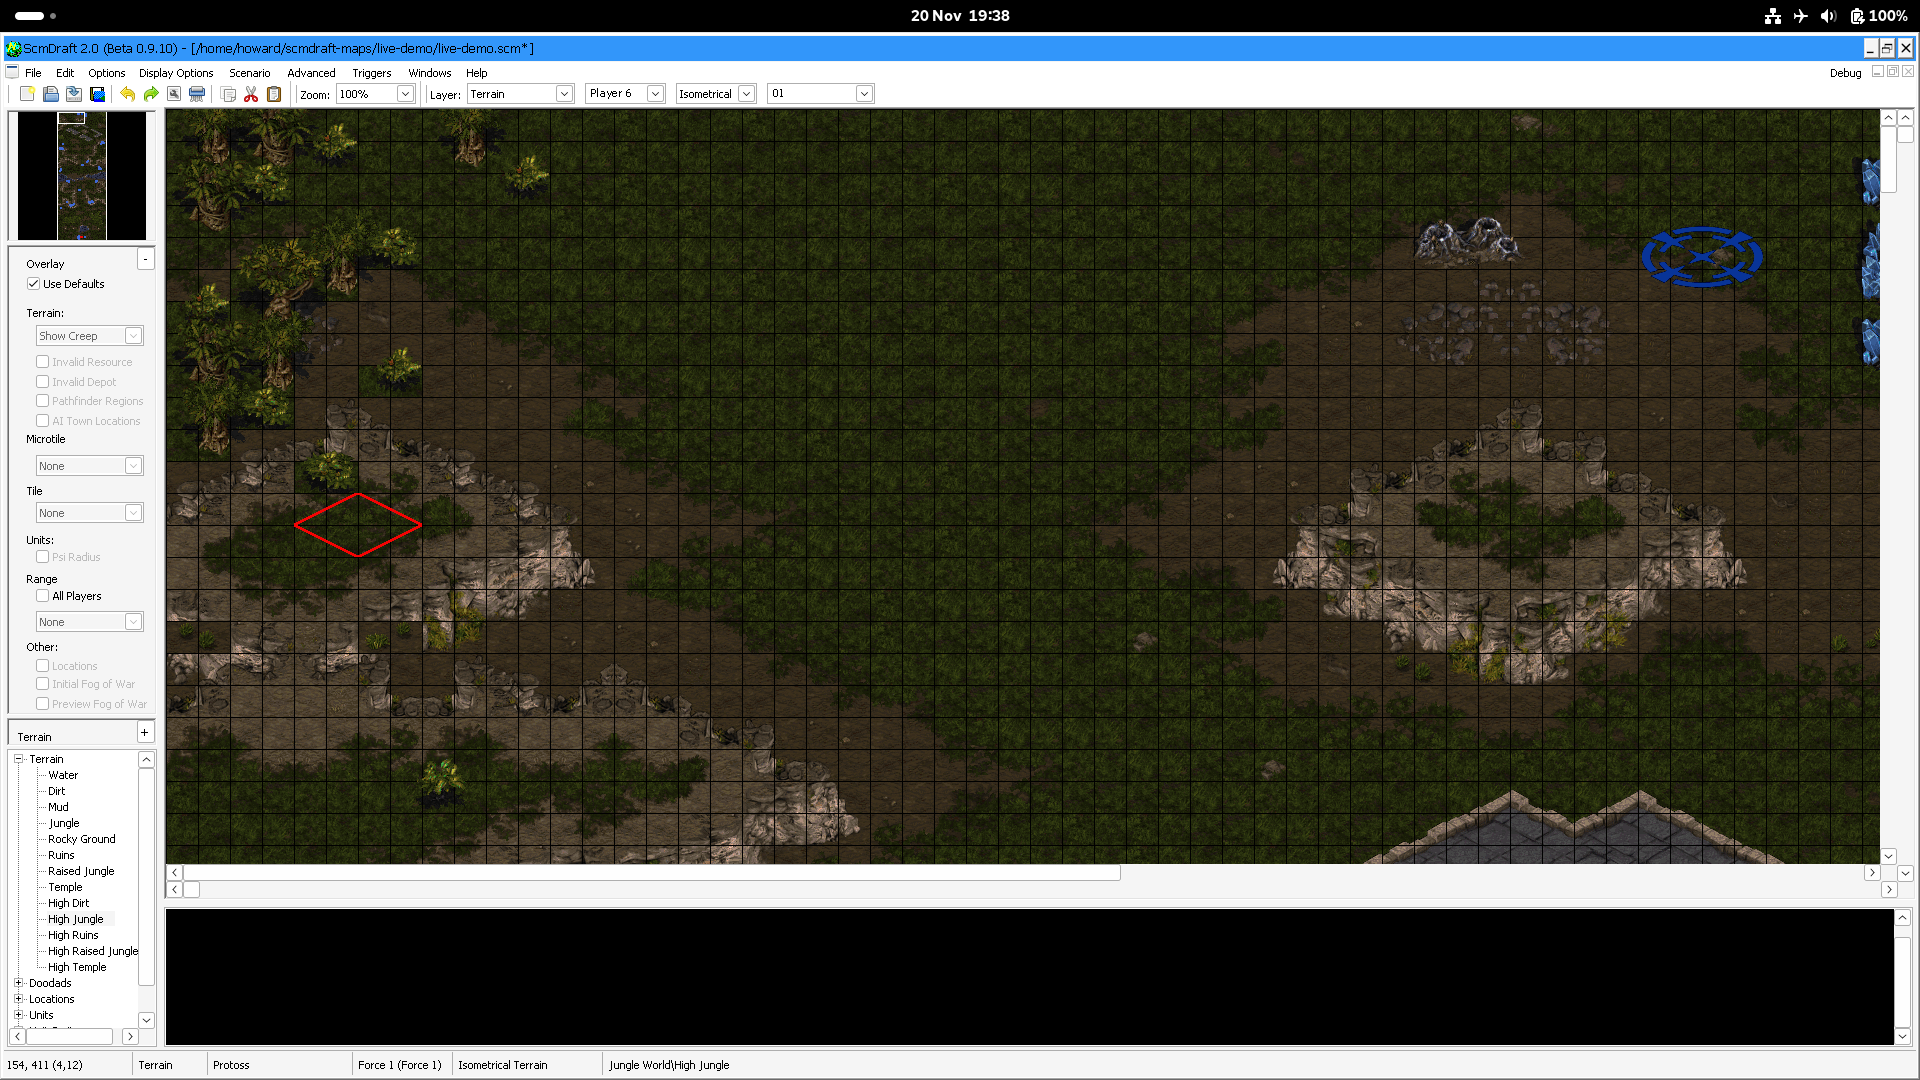 20 Nov 19:38
100%
ScmDraft 2.0 (Beta 0.9.10) - [/home/howard/scmdraft-maps/live-demo/live-demo.scm*]
File Edit Options Display Options Scenario Advanced Triggers Windows Help Debug
Zoom: 100% Layer: Terrain Player 6 Isometrical 01
Overlay -
Use Defaults
Terrain:
Show Creep
Invalid Resource
Invalid Depot
Pathfinder Regions
AI Town Locations
Microtile
None
Tile
None
Units:
Psi Radius
Range
All Players
None
Other:
Locations
Initial Fog of War
Preview Fog of War
Terrain +
Terrain
Water
Dirt
Mud
Jungle
Rocky Ground
Ruins
Raised Jungle
Temple
High Dirt
High Jungle
High Ruins
High Raised Jungle
High Temple
Doodads
Locations
Units
154, 411 (4,12) Terrain Protoss Force 1 (Force 1) Isometrical Terrain Jungle World\High Jungle